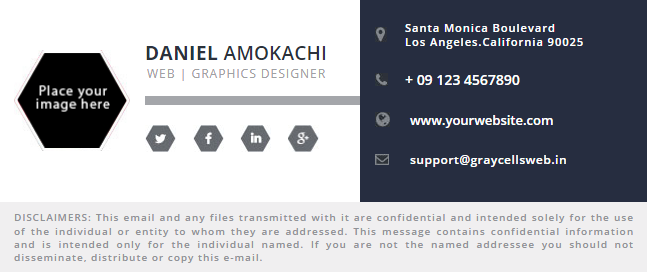 Place your
image here
DANIEL AMOKACHI
WEB | GRAPHICS DESIGNER
Santa Monica Boulevard
Los Angeles.California 90025
+ 09 123 4567890
www.yourwebsite.com
support@graycellsweb.in
DISCLAIMERS: This email and any files transmitted with it are confidential and intended solely for the use
of the individual or entity to whom they are addressed. This message contains confidential information
and is intended only for the individual named. If you are not the named addressee you should not
disseminate, distribute or copy this e-mail.